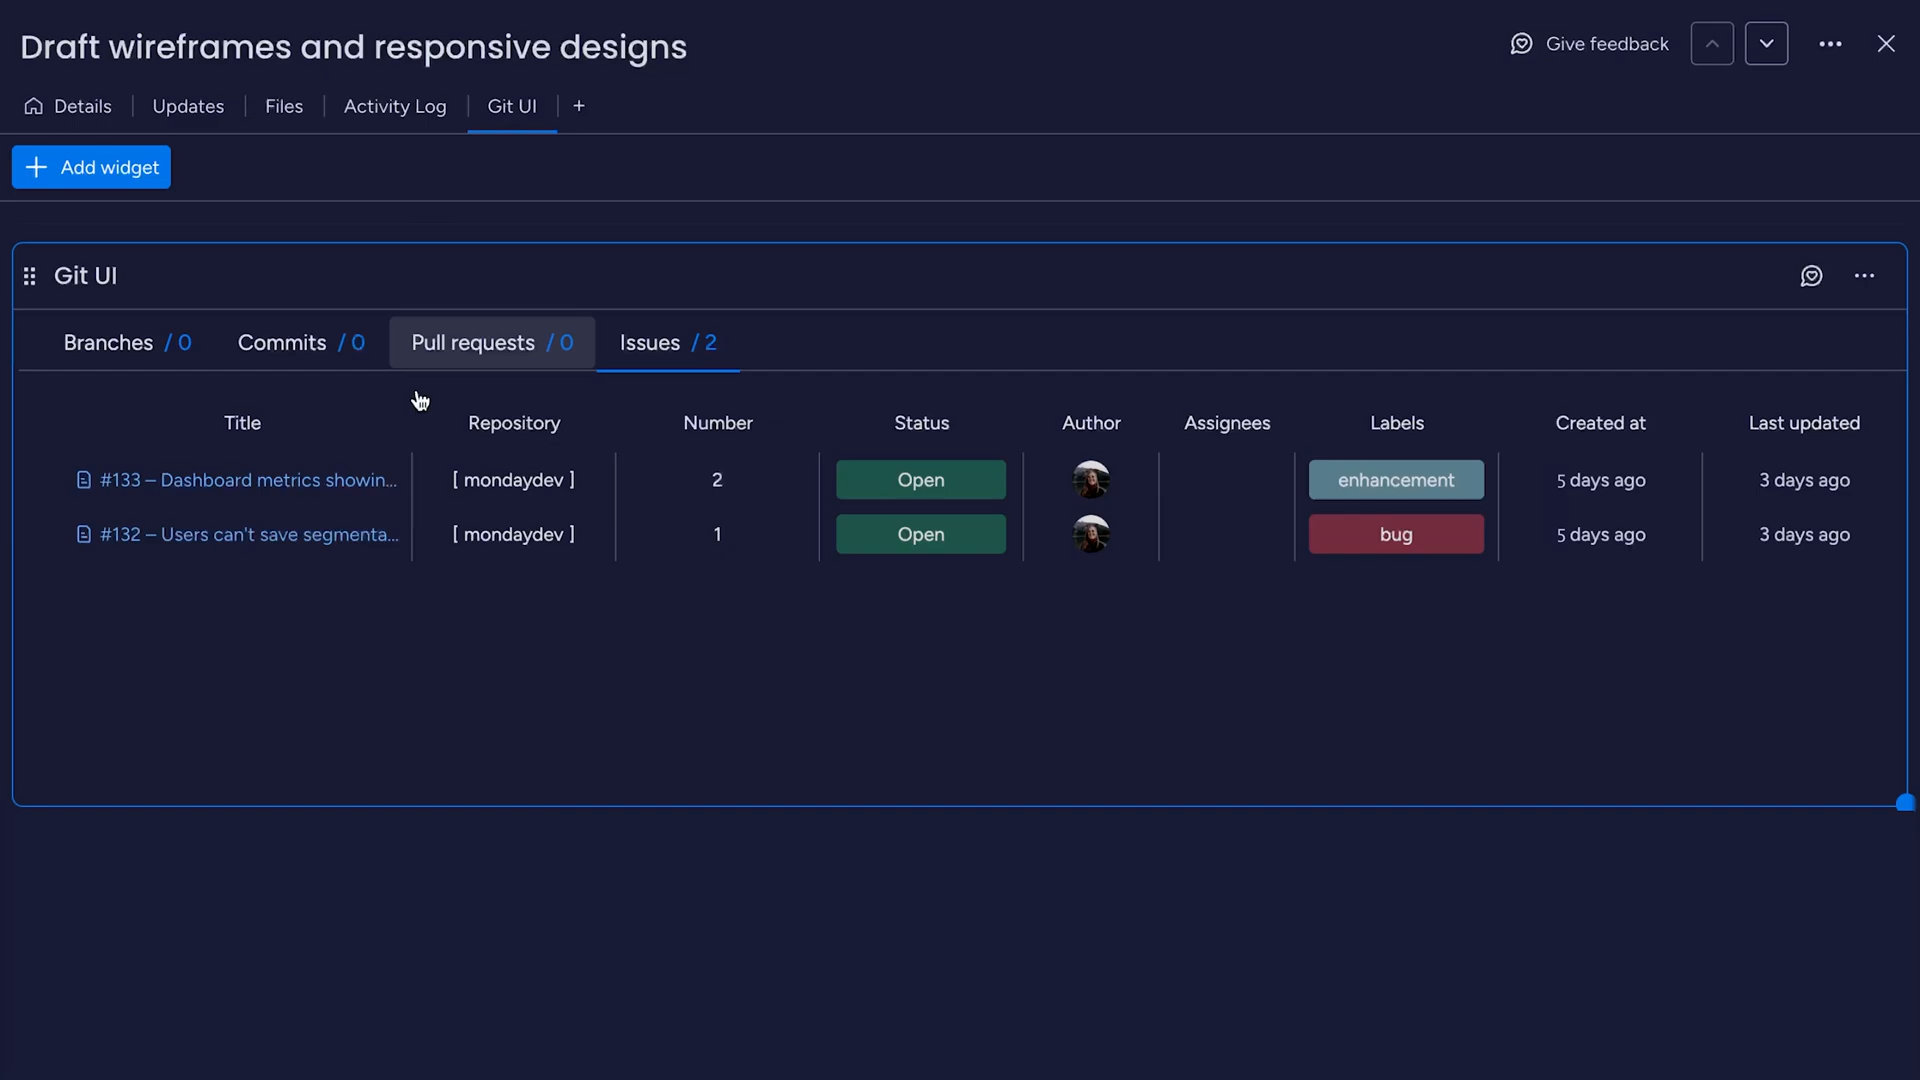 Draft wireframes and responsive designs
Give feedback
Details Updates Files Activity Log Git UI +
Add widget
Git UI
Branches / 0 Commits / 0 Pull requests / 0 Issues / 2
Title Repository Number Status Author Assignees Labels Created at Last updated
#133 – Dashboard metrics showin... [ mondaydev ] 2 Open enhancement 5 days ago 3 days ago
#132 – Users can't save segmenta... [ mondaydev ] 1 Open bug 5 days ago 3 days ago